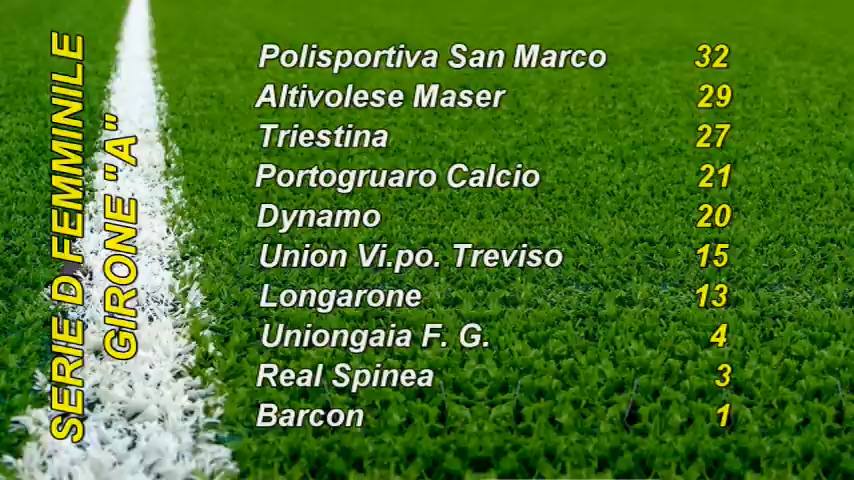 SERIE D FEMMINILE
GIRONE "A"
Polisportiva San Marco 32
Altivolese Maser 29
Triestina 27
Portogruaro Calcio 21
Dynamo 20
Union Vi.po. Treviso 15
Longarone 13
Uniongaia F. G. 4
Real Spinea 3
Barcon 1